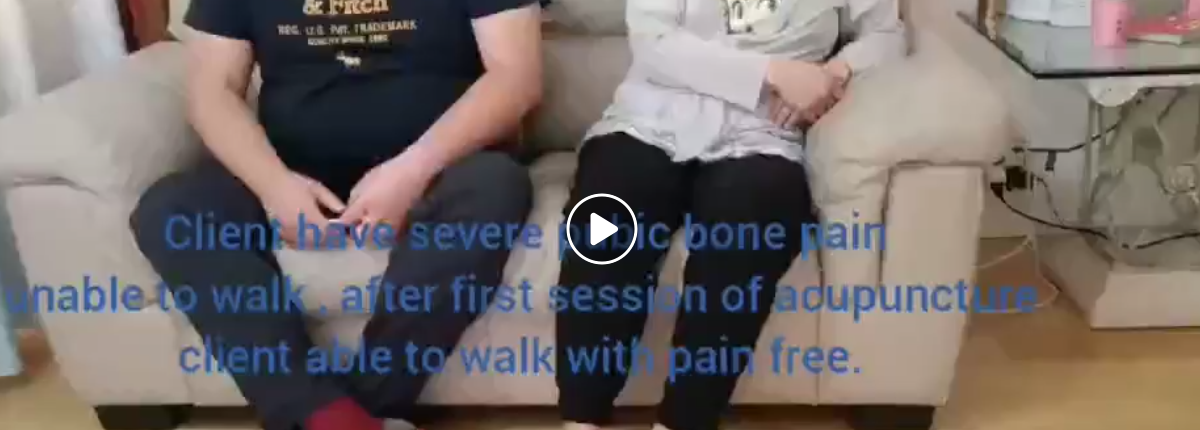 & Fitch
REG. U.S. PAT. TRADEMARK
Client have severe pubic bone pain
unable to walk , after first session of acupuncture
client able to walk with pain free.